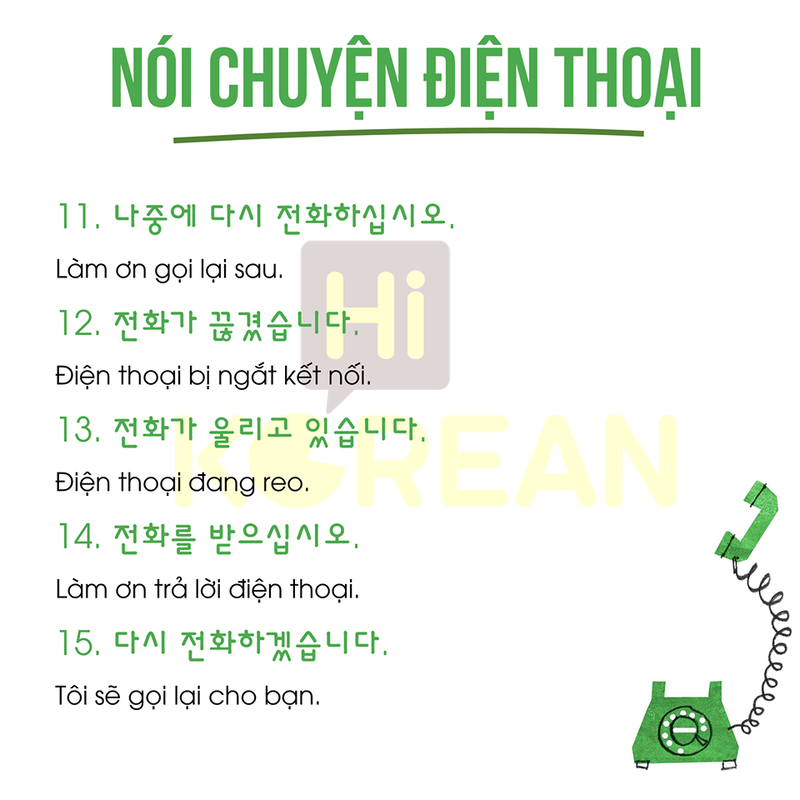 NÓI CHUYỆN ĐIỆN THOẠI
11. 나중에 다시 전화하십시오.
Làm ơn gọi lại sau.
Hi
12. 전화가 끊겼습니다.
Điện thoại bị ngắt kết nối.
13. 전화가 울리고 있습니다.
KOREAN
Điện thoại đang reo.
14. 전화를 받으십시오.
Làm ơn trả lời điện thoại.
15. 다시 전화하겠습니다.
Tôi sẽ gọi lại cho bạn.